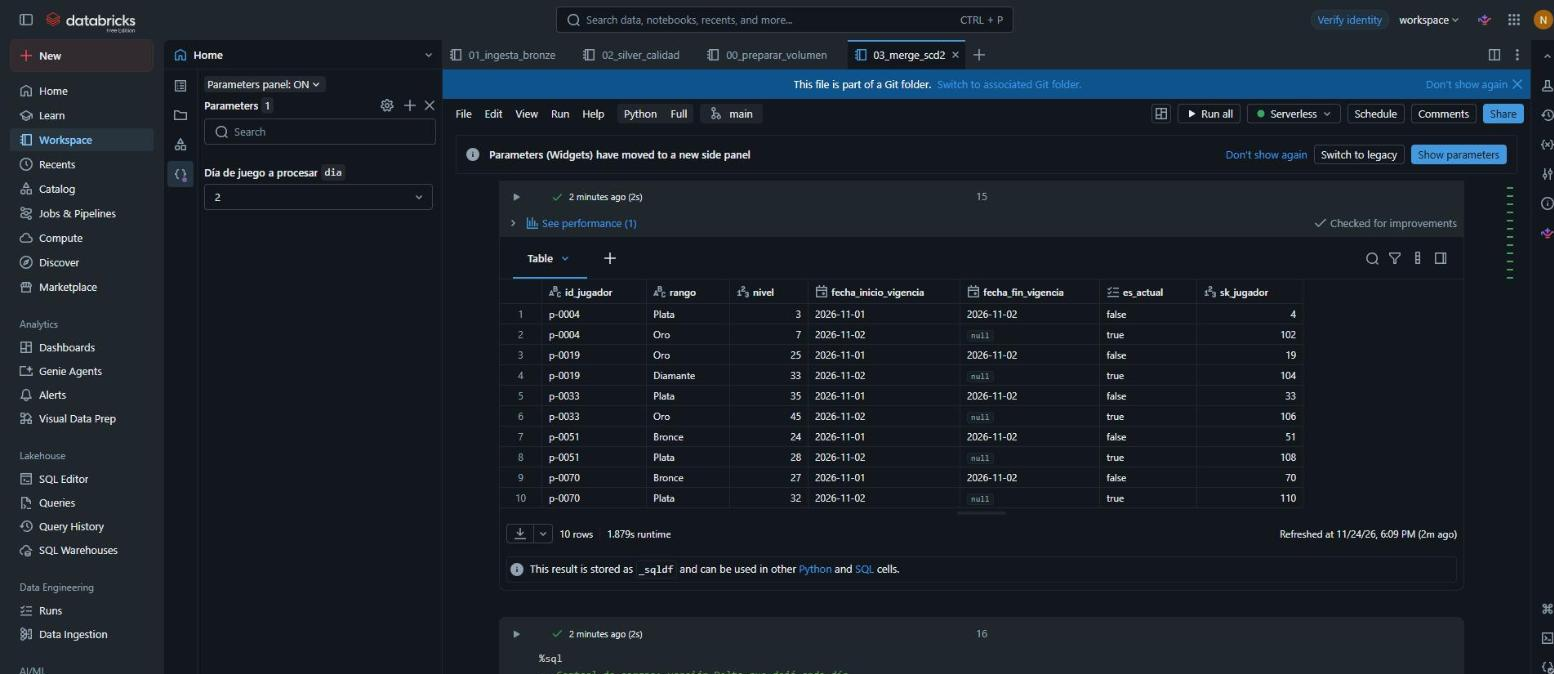 databricks
Free Edition
Search data, notebooks, recents, and more...
CTRL + P
Verify identity
workspace
N
New
Home
Learn
Workspace
Recents
Catalog
Jobs & Pipelines
Compute
Discover
Marketplace
Analytics
Dashboards
Genie Agents
Alerts
Visual Data Prep
Lakehouse
SQL Editor
Queries
Query History
SQL Warehouses
Data Engineering
Runs
Data Ingestion
AI/ML
Home
Parameters panel: ON
Parameters 1
Search
Día de juego a procesar dia
2
01_ingesta_bronze
02_silver_calidad
00_preparar_volumen
03_merge_scd2
This file is part of a Git folder. Switch to associated Git folder.
Don't show again
File Edit View Run Help Python Full main
Run all
Serverless
Schedule
Comments
Share
Parameters (Widgets) have moved to a new side panel
Don't show again
Switch to legacy
Show parameters
2 minutes ago (2s)
15
See performance (1)
Checked for improvements
Table
id_jugador rango nivel fecha_inicio_vigencia fecha_fin_vigencia es_actual sk_jugador
1 p-0004 Plata 3 2026-11-01 2026-11-02 false 4
2 p-0004 Oro 7 2026-11-02 null true 102
3 p-0019 Oro 25 2026-11-01 2026-11-02 false 19
4 p-0019 Diamante 33 2026-11-02 null true 104
5 p-0033 Plata 35 2026-11-01 2026-11-02 false 33
6 p-0033 Oro 45 2026-11-02 null true 106
7 p-0051 Bronce 24 2026-11-01 2026-11-02 false 51
8 p-0051 Plata 28 2026-11-02 null true 108
9 p-0070 Bronce 27 2026-11-01 2026-11-02 false 70
10 p-0070 Plata 32 2026-11-02 null true 110
10 rows 1.879s runtime
Refreshed at 11/24/26, 6:09 PM (2m ago)
This result is stored as _sqldf and can be used in other Python and SQL cells.
2 minutes ago (2s)
16
%sql